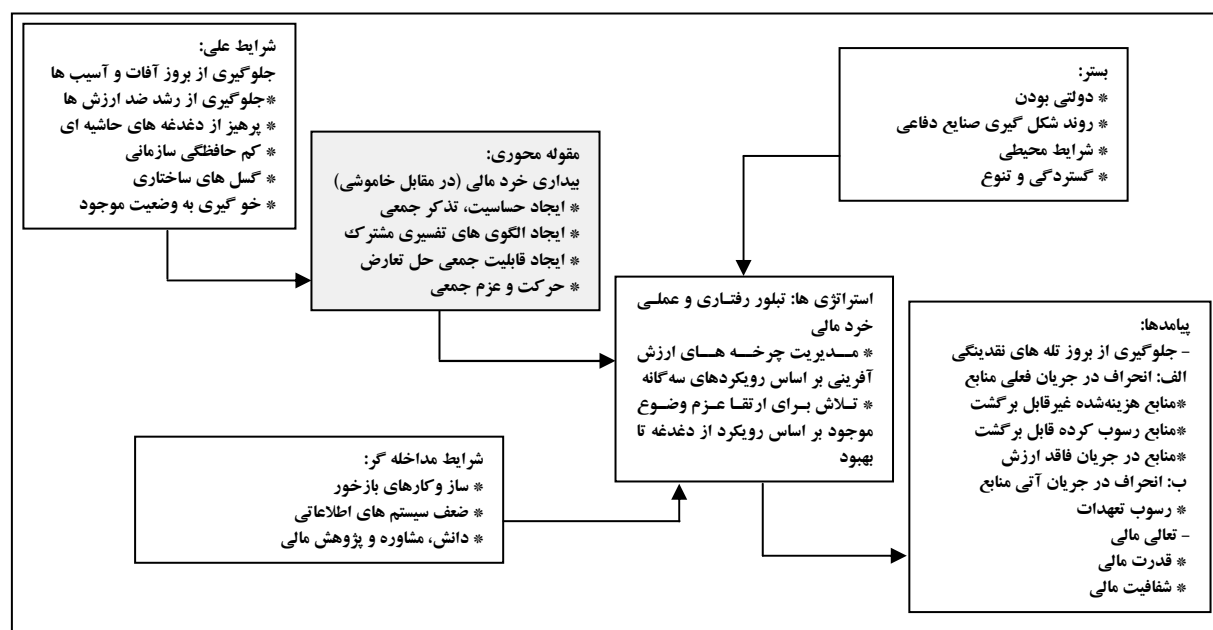 شرایط علی:
جلوگیری از بروز آفات و آسیب ها
*جلوگیری از رشد ضد ارزش ها
* پرهیز از دغدغه های حاشیه ای
* کم حافظگی سازمانی
* گسل های ساختاری
* خو گیری به وضعیت موجود
بستر:
* دولتی بودن
* روند شکل گیری صنایع دفاعی
* شرایط محیطی
* گستردگی و تنوع
مقوله محوری:
بیداری خرد مالی (در مقابل خاموشی)
* ایجاد حساسیت، تذکر جمعی
* ایجاد الگوی های تفسیری مشترک
* ایجاد قابلیت جمعی حل تعارض
* حرکت و عزم جمعی
استراتژی ها: تبلور رفتاری و عملی
خرد مالی
* مدیریت چرخه های ارزش
آفرینی بر اساس رویکردهای سه‌گانه
* تلاش برای ارتقا عزم وضوع
موجود بر اساس رویکرد از دغدغه تا
بهبود
پیامدها:
- جلوگیری از بروز تله های نقدینگی
الف: انحراف در جریان فعلی منابع
*منابع هزینه‌شده غیرقابل برگشت
*منابع رسوب کرده قابل برگشت
*منابع در جریان فاقد ارزش
ب: انحراف در جریان آتی منابع
* رسوب تعهدات
- تعالی مالی
* قدرت مالی
* شفافیت مالی
شرایط مداخله گر:
* ساز وکارهای بازخور
* ضعف سیستم های اطلاعاتی
* دانش، مشاوره و پژوهش مالی